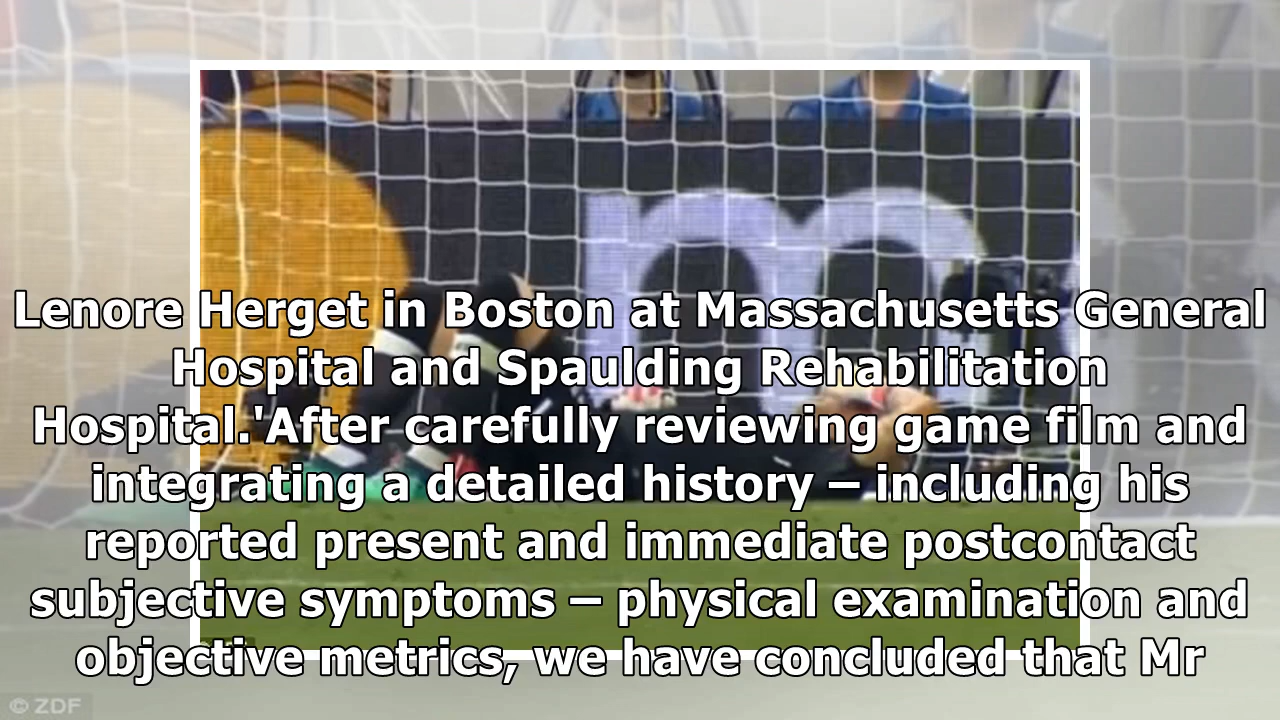 Lenore Herget in Boston at Massachusetts General
Hospital and Spaulding Rehabilitation
Hospital.'After carefully reviewing game film and
integrating a detailed history – including his
reported present and immediate postcontact
subjective symptoms – physical examination and
objective metrics, we have concluded that Mr
© ZDF